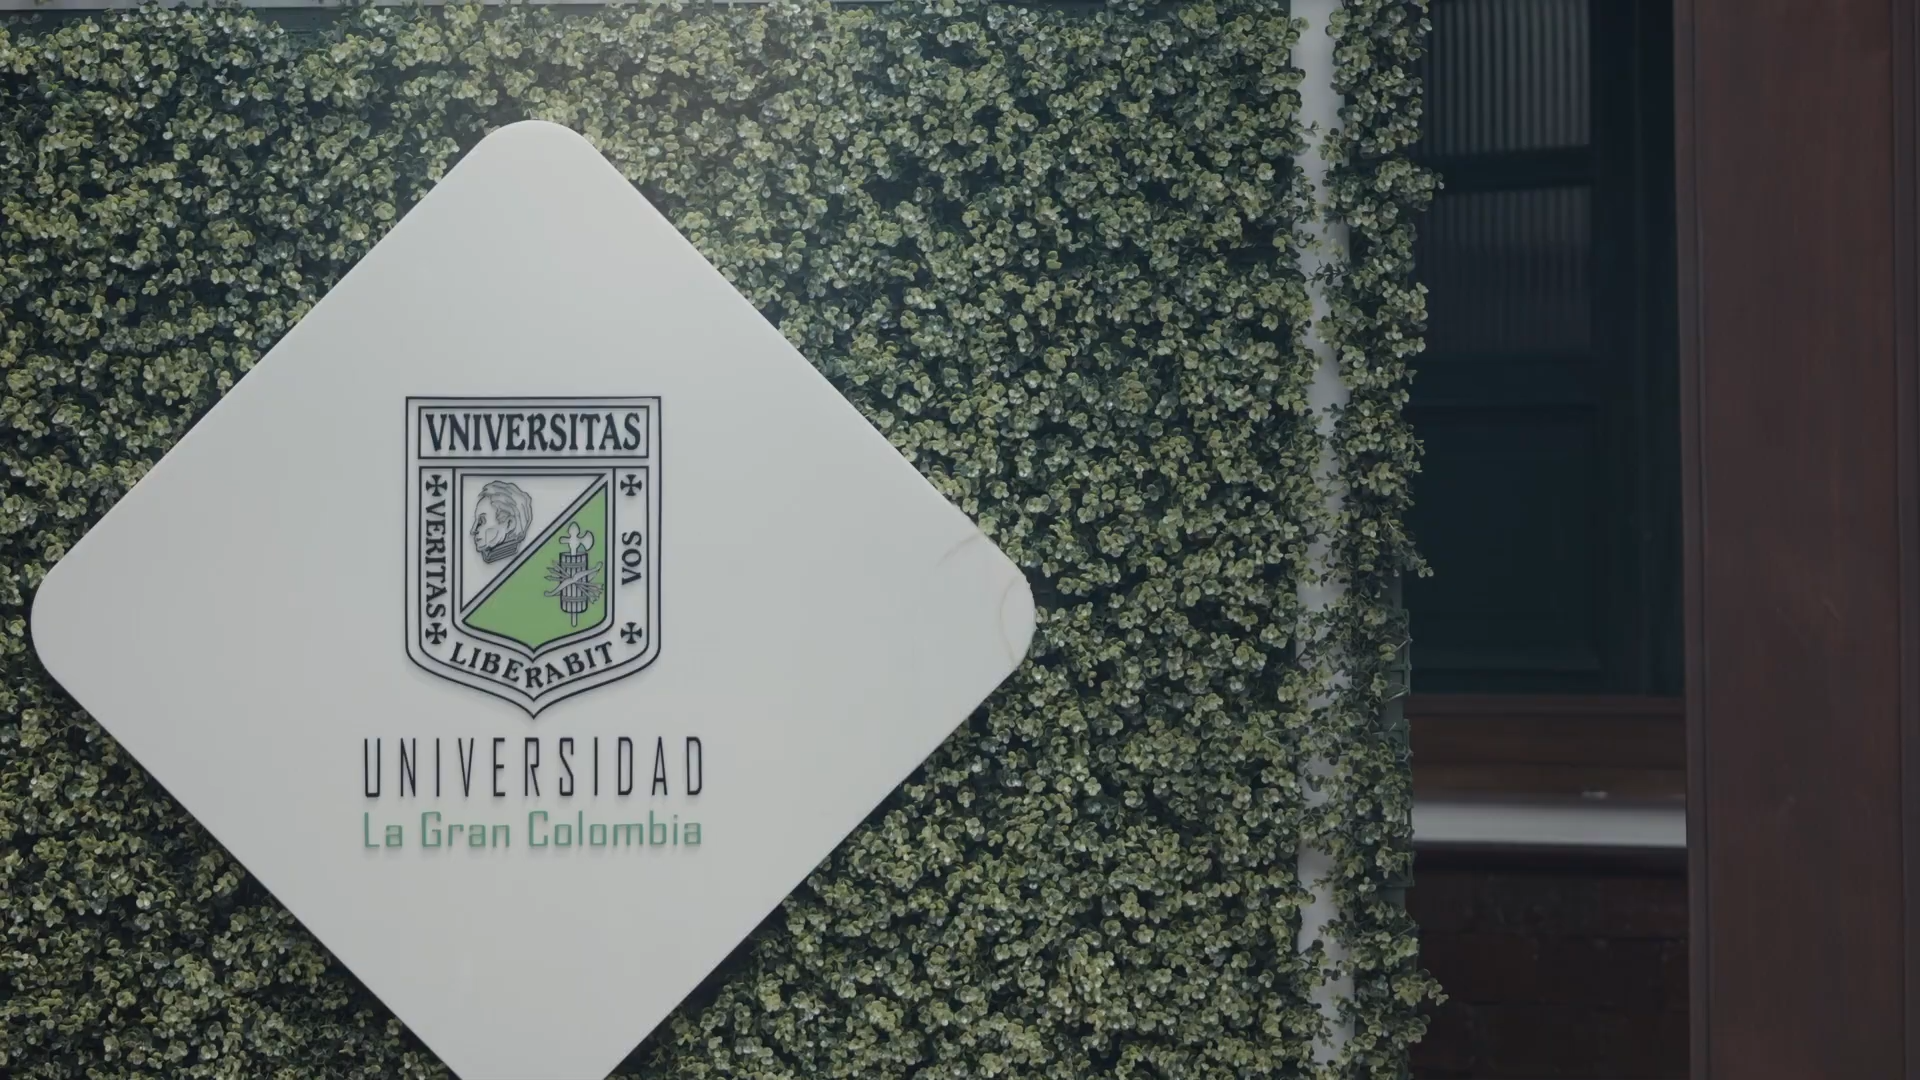 VNIVERSITAS
VERITAS
VOS
LIBERABIT
UNIVERSIDAD
La Gran Colombia